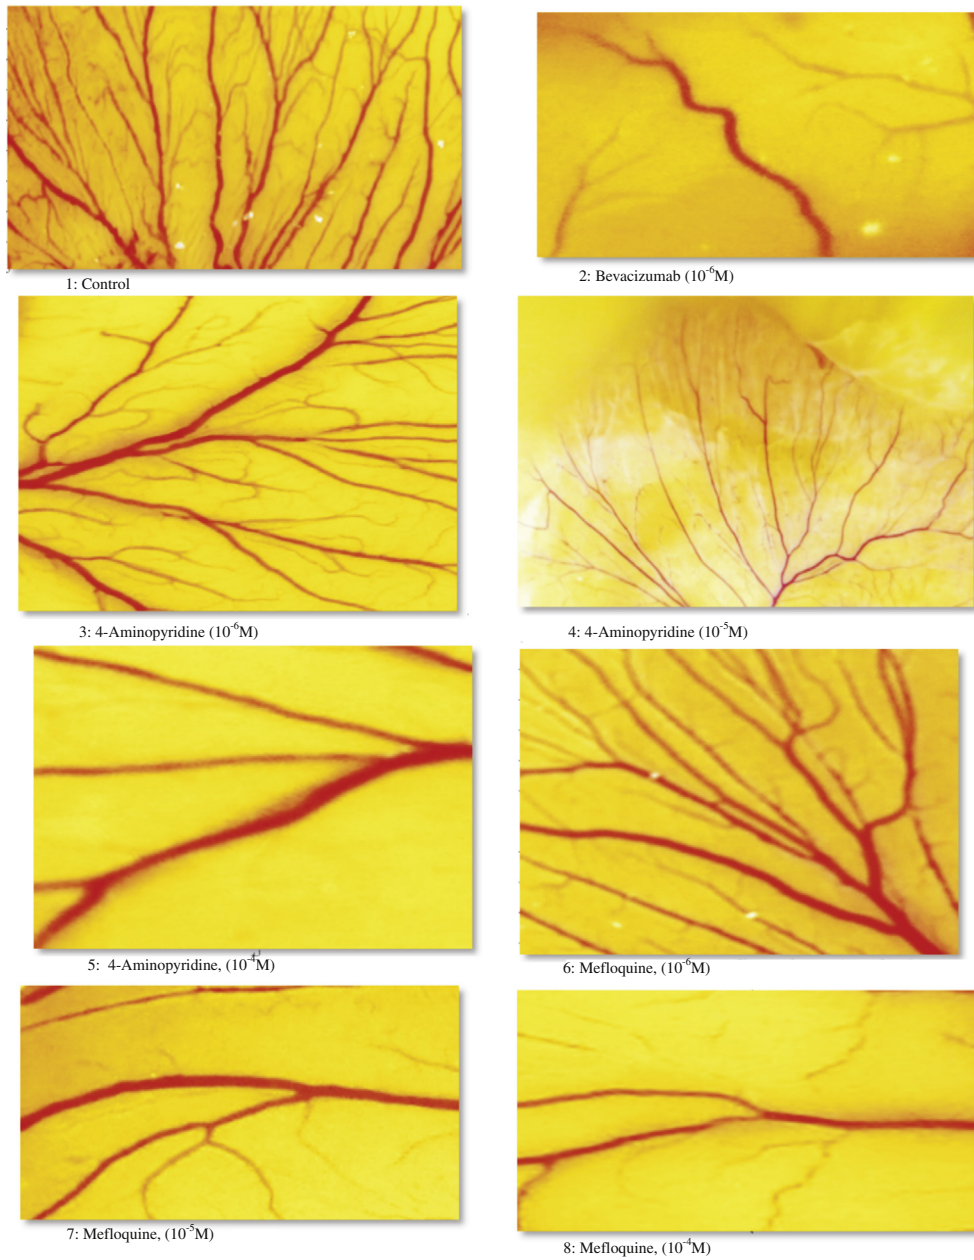 1: Control
2: Bevacizumab (10⁻⁶M)
3: 4-Aminopyridine (10⁻⁶M)
4: 4-Aminopyridine (10⁻⁵M)
5: 4-Aminopyridine, (10⁻⁴M)
6: Mefloquine, (10⁻⁶M)
7: Mefloquine, (10⁻⁵M)
8: Mefloquine, (10⁻⁴M)